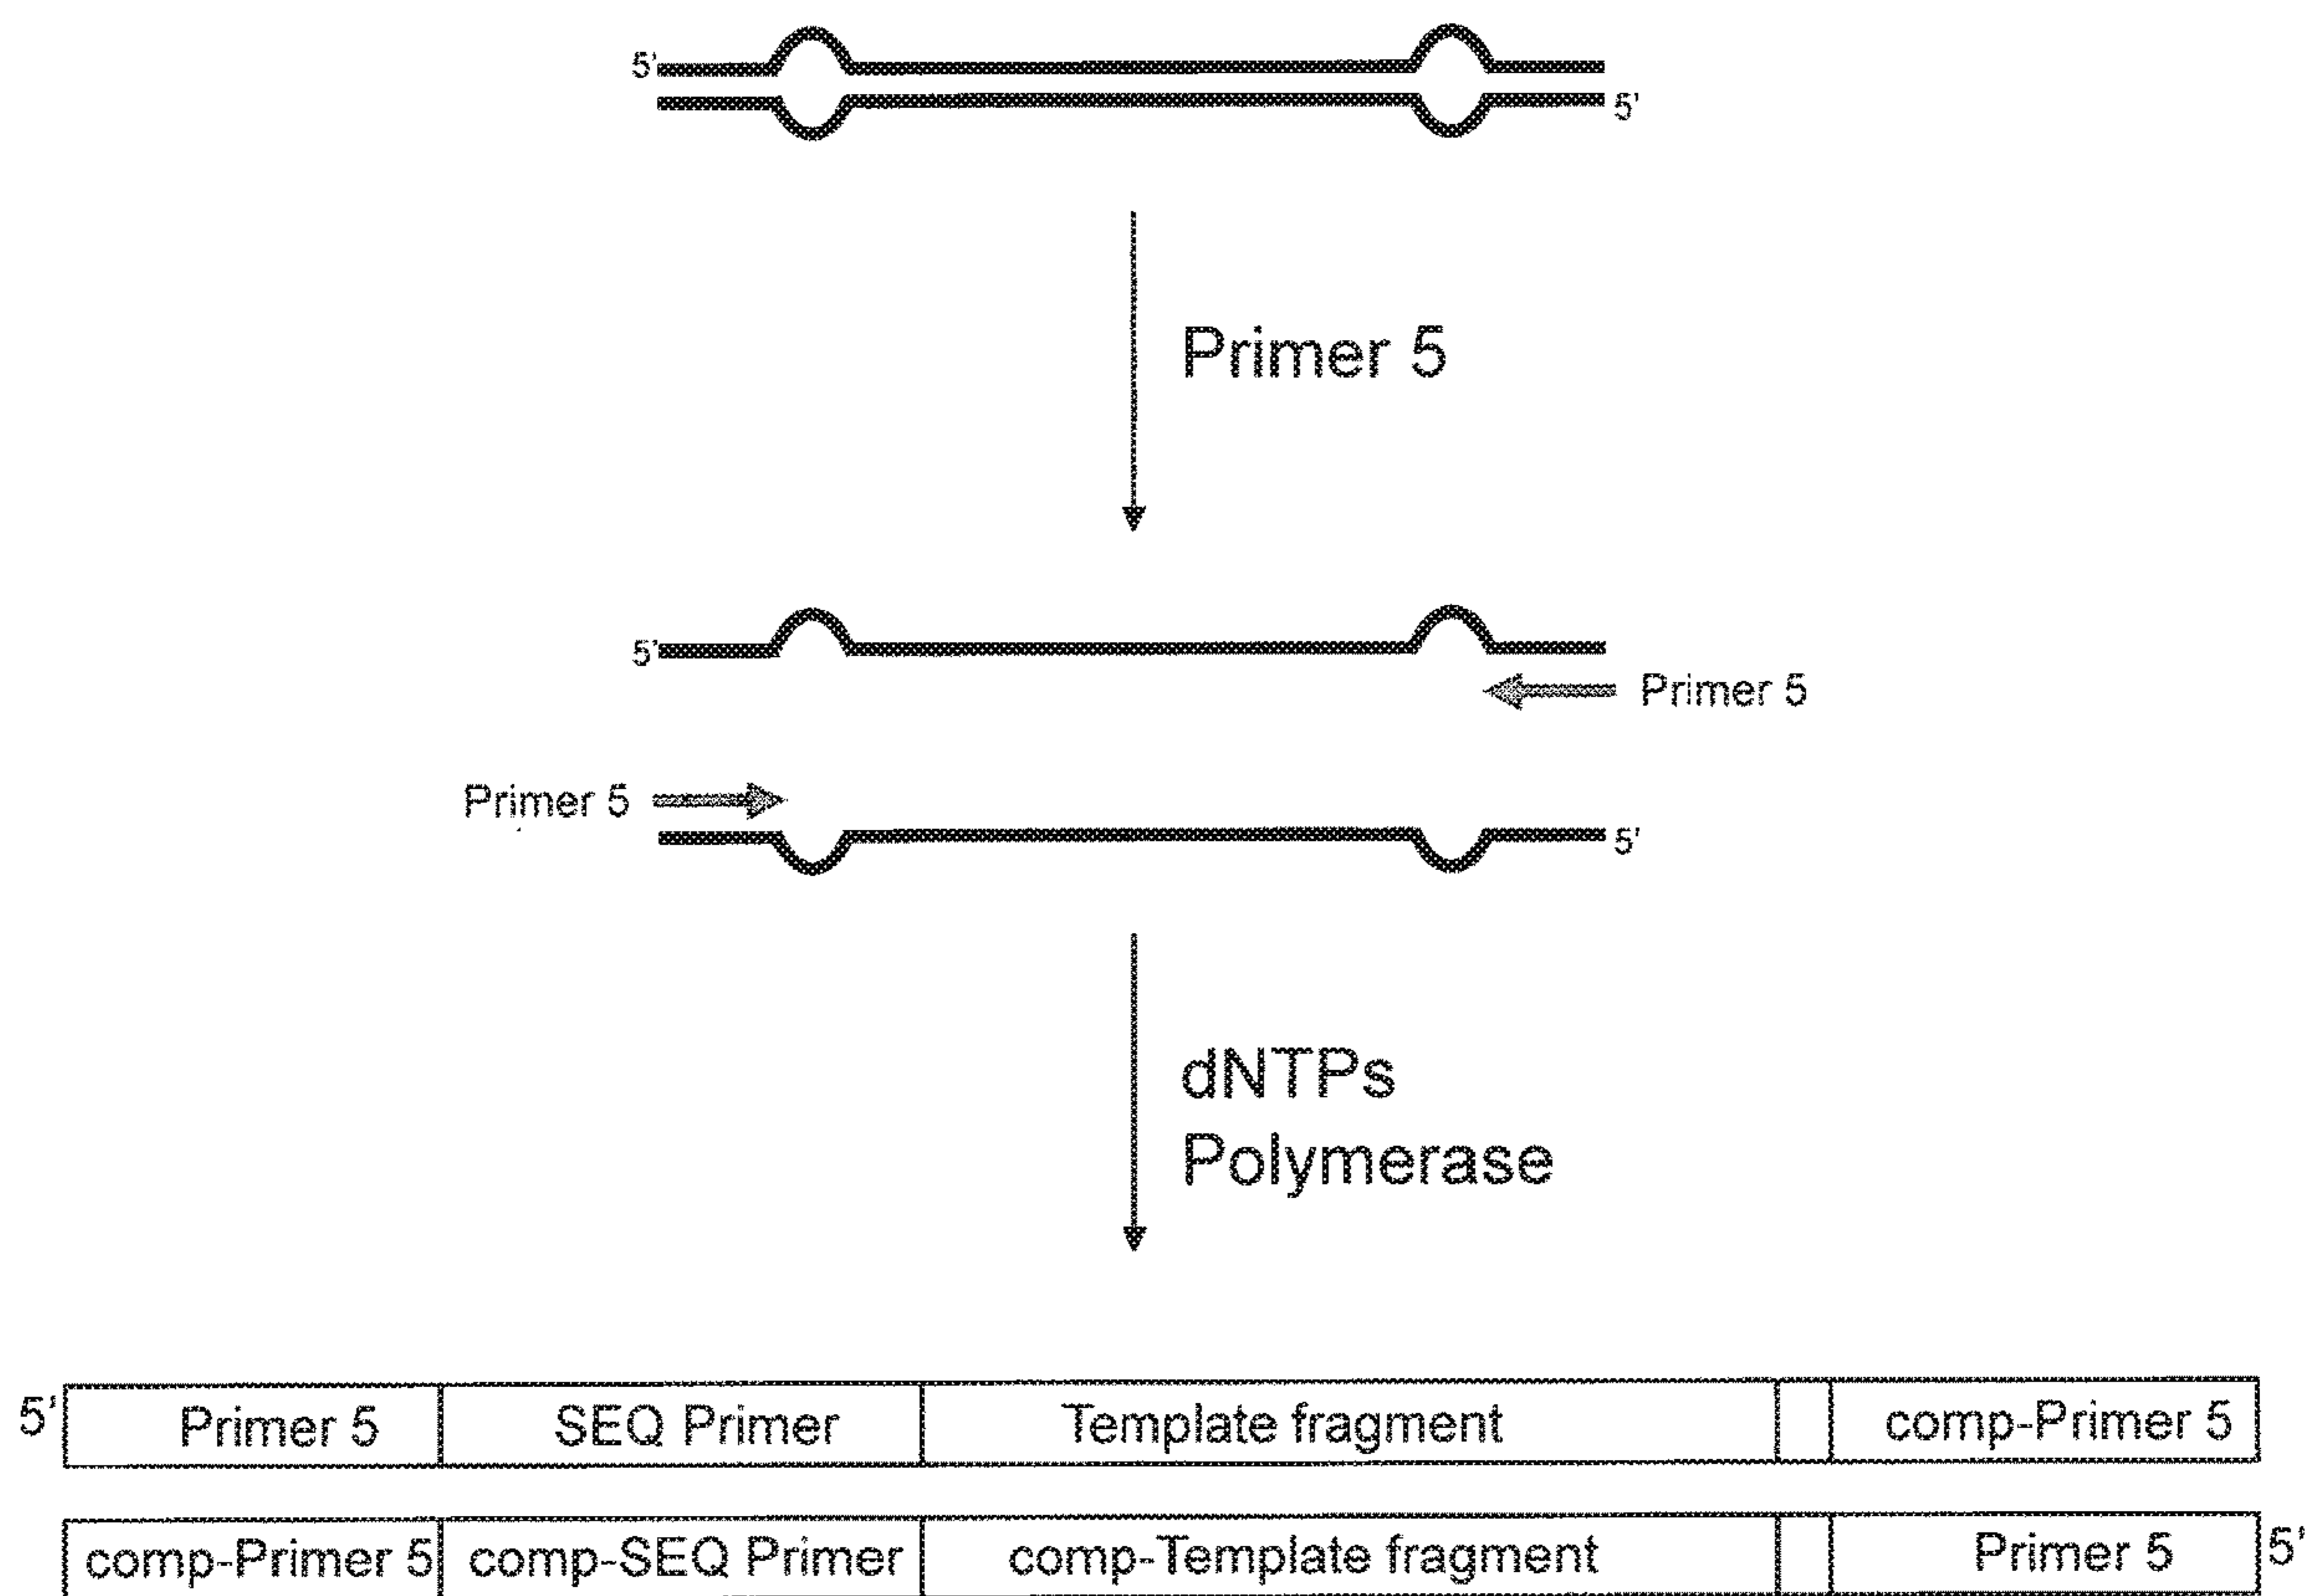 5'
5'
Primer 5
5'
Primer 5
Primer 5
5'
dNTPs
Polymerase
5' Primer 5 SEQ Primer Template fragment comp-Primer 5
comp-Primer 5 comp-SEQ Primer comp-Template fragment Primer 5 5'